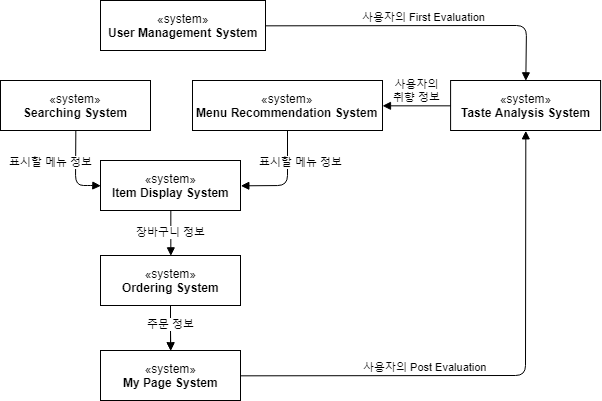 «system»
User Management System
사용자의 First Evaluation
«system»
Searching System
«system»
Menu Recommendation System
사용자의
취향 정보
«system»
Taste Analysis System
표시할 메뉴 정보
표시할 메뉴 정보
«system»
Item Display System
장바구니 정보
«system»
Ordering System
주문 정보
«system»
My Page System
사용자의 Post Evaluation